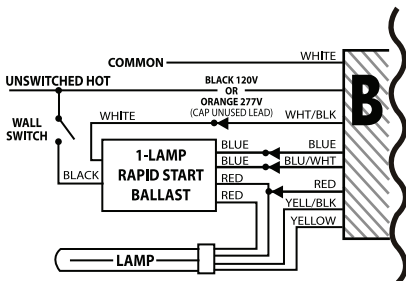 COMMON
WHITE
UNSWITCHED HOT
BLACK 120V
OR
ORANGE 277V
(CAP UNUSED LEAD)
B
WALL
SWITCH
WHITE
WHT/BLK
1-LAMP
RAPID START
BALLAST
BLACK
BLUE
BLUE
BLUE
BLU/WHT
RED
RED
RED
YELL/BLK
YELLOW
LAMP